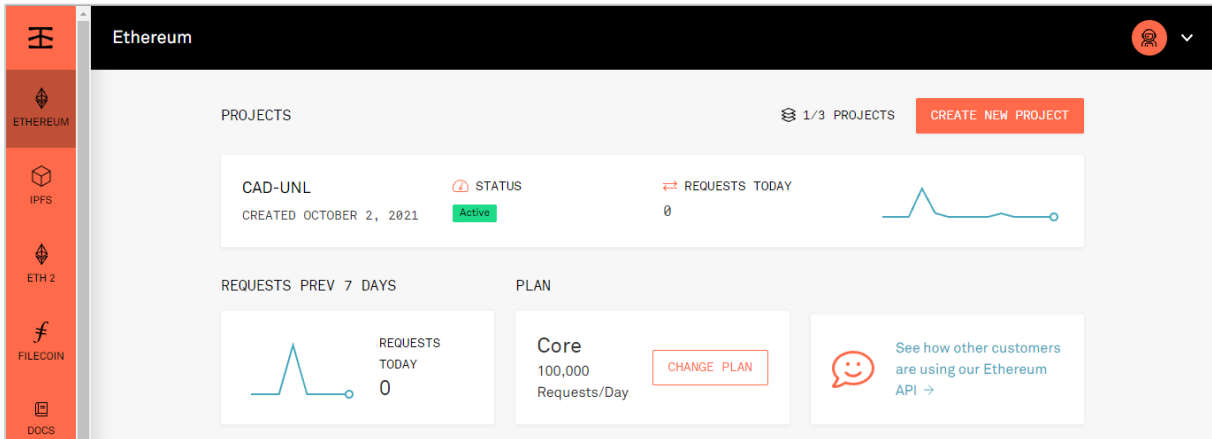 Ethereum
ETHEREUM
IPFS
ETH 2
FILECOIN
DOCS
PROJECTS
1/3 PROJECTS
CREATE NEW PROJECT
CAD-UNL
CREATED OCTOBER 2, 2021
STATUS
Active
REQUESTS TODAY
0
REQUESTS PREV 7 DAYS
REQUESTS
TODAY
0
PLAN
Core
100,000
Requests/Day
CHANGE PLAN
See how other customers
are using our Ethereum
API →